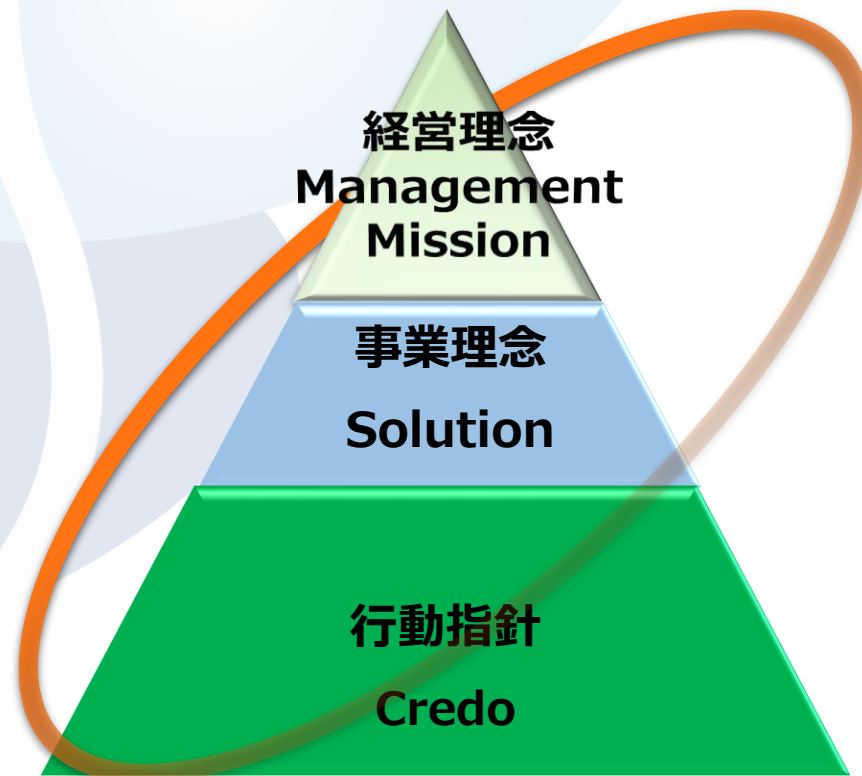 経営理念
Management
Mission
事業理念
Solution
行動指針
Credo